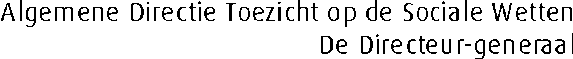 Algemene Directie Toezicht op de Sociale Wetten
De Directeur-generaal